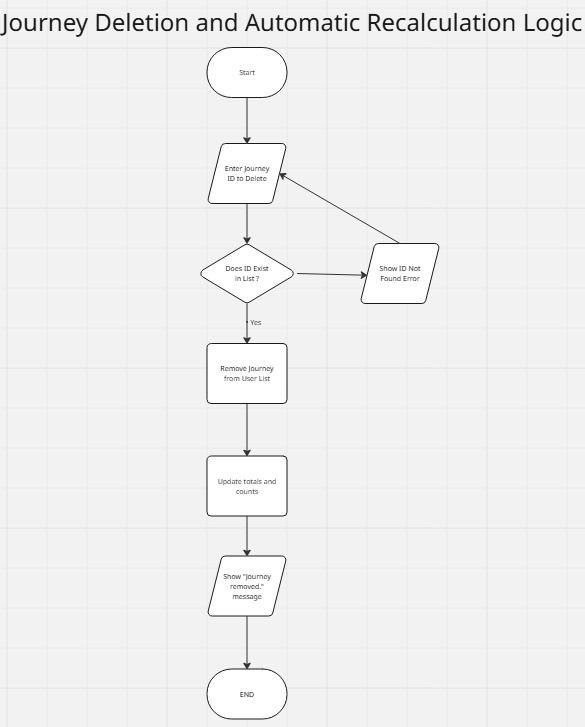 Journey Deletion and Automatic Recalculation Logic
Start
Enter Journey
ID to Delete
Does ID Exist
in List ?
Show ID Not
Found Error
Yes
Remove Journey
from User List
Update totals and
counts
Show "Journey
removed."
message
END